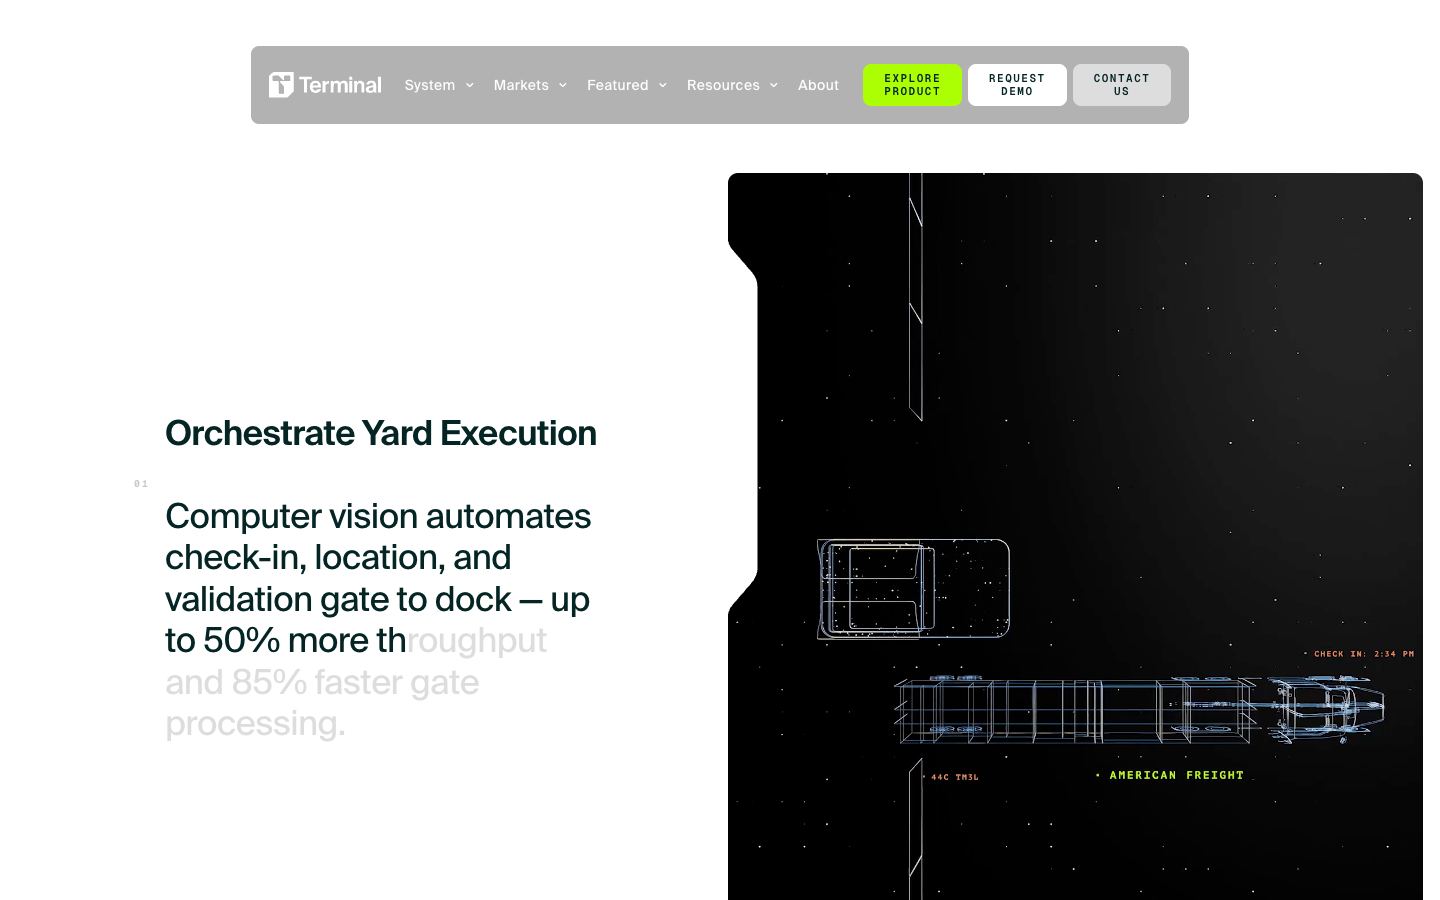 Terminal
System
Markets
Featured
Resources
About
EXPLORE
PRODUCT
REQUEST
DEMO
CONTACT
US
Orchestrate Yard Execution
01
Computer vision automates
check-in, location, and
validation gate to dock — up
to 50% more throughput
and 85% faster gate
processing.
CHECK IN: 2:34 PM
44C TM3L
AMERICAN FREIGHT